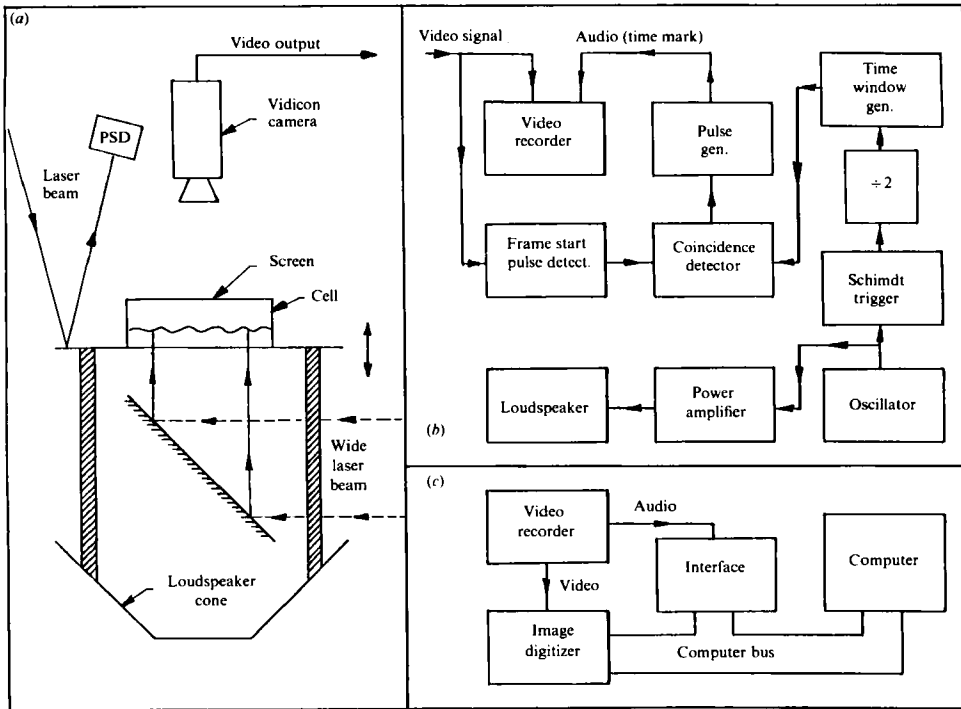 (a)
Video output
Vidicon
camera
PSD
Laser
beam
Screen
Cell
Wide
laser
beam
Loudspeaker
cone
(b)
Video signal
Audio (time mark)
Video
recorder
Pulse
gen.
Time
window
gen.
÷2
Frame start
pulse detect.
Coincidence
detector
Schimdt
trigger
Loudspeaker
Power
amplifier
Oscillator
(c)
Video
recorder
Audio
Interface
Computer
Video
Image
digitizer
Computer bus